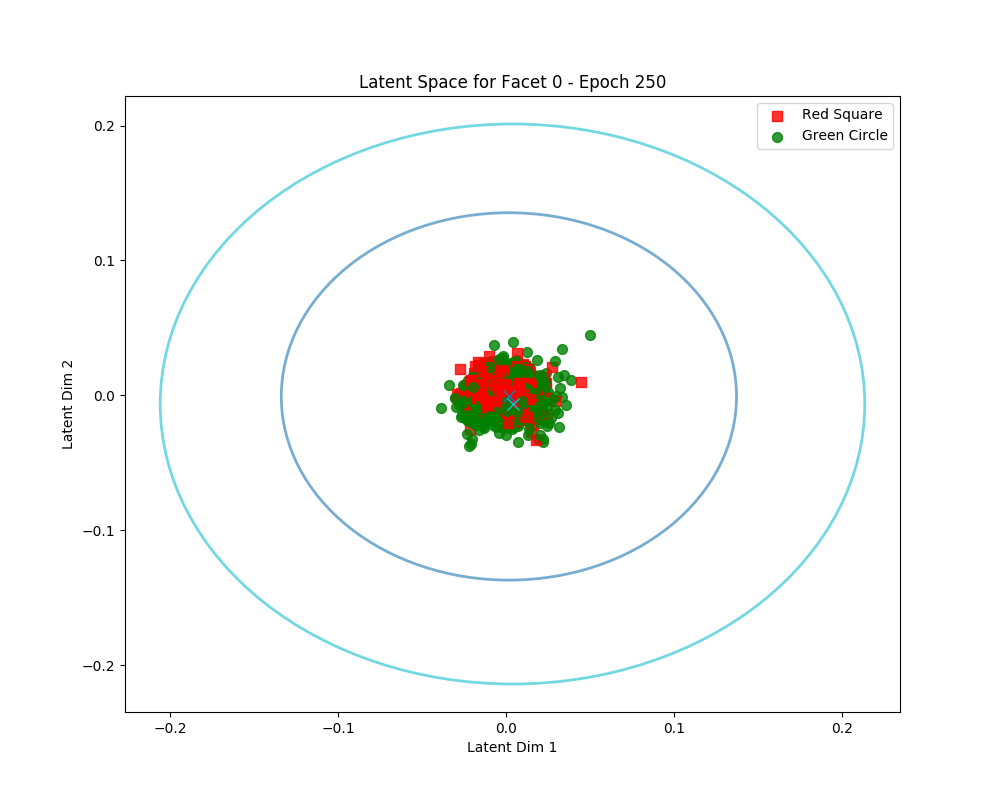 Latent Space for Facet 0 - Epoch 250
Red Square
Green Circle
0.2
0.1
0.0
−0.1
−0.2
Latent Dim 2
−0.2
−0.1
0.0
0.1
0.2
Latent Dim 1